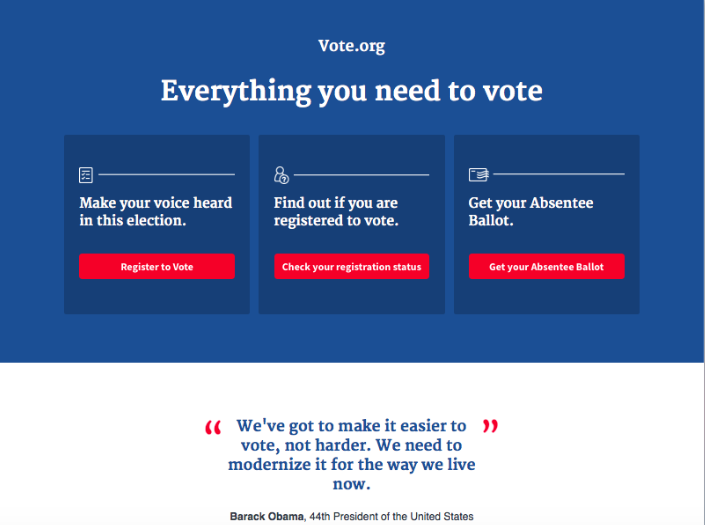 Vote.org
Everything you need to vote
Make your voice heard
in this election.
Register to Vote
Find out if you are
registered to vote.
Check your registration status
Get your Absentee
Ballot.
Get your Absentee Ballot
“ We've got to make it easier to ”
vote, not harder. We need to
modernize it for the way we live
now.
Barack Obama, 44th President of the United States